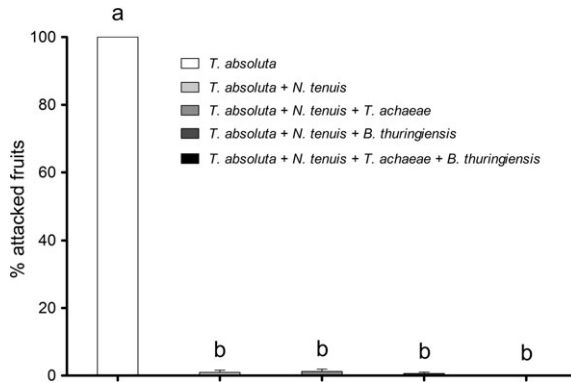 a
100
T. absoluta
T. absoluta + N. tenuis
80
T. absoluta + N. tenuis + T. achaeae
T. absoluta + N. tenuis + B. thuringiensis
T. absoluta + N. tenuis + T. achaeae + B. thuringiensis
60
% attacked fruits
40
20
b b b b
0